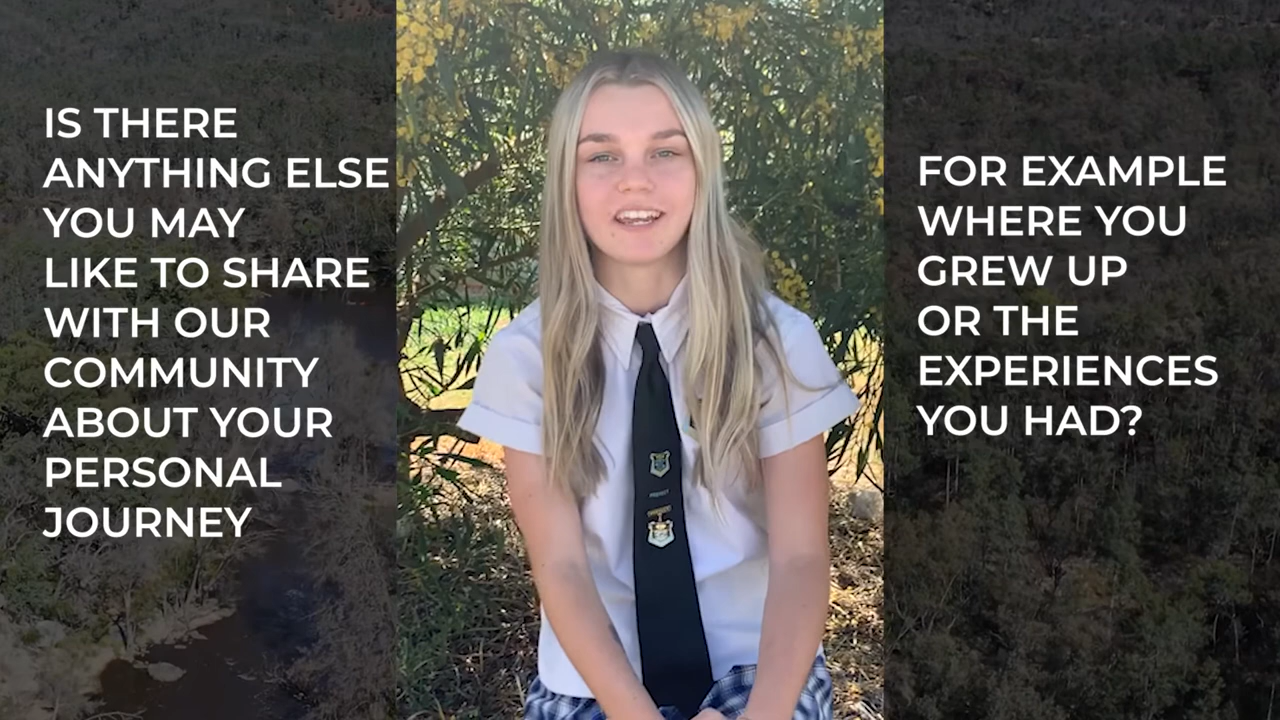 IS THERE
ANYTHING ELSE
YOU MAY
LIKE TO SHARE
WITH OUR
COMMUNITY
ABOUT YOUR
PERSONAL
JOURNEY
FOR EXAMPLE
WHERE YOU
GREW UP
OR THE
EXPERIENCES
YOU HAD?
PREFECT